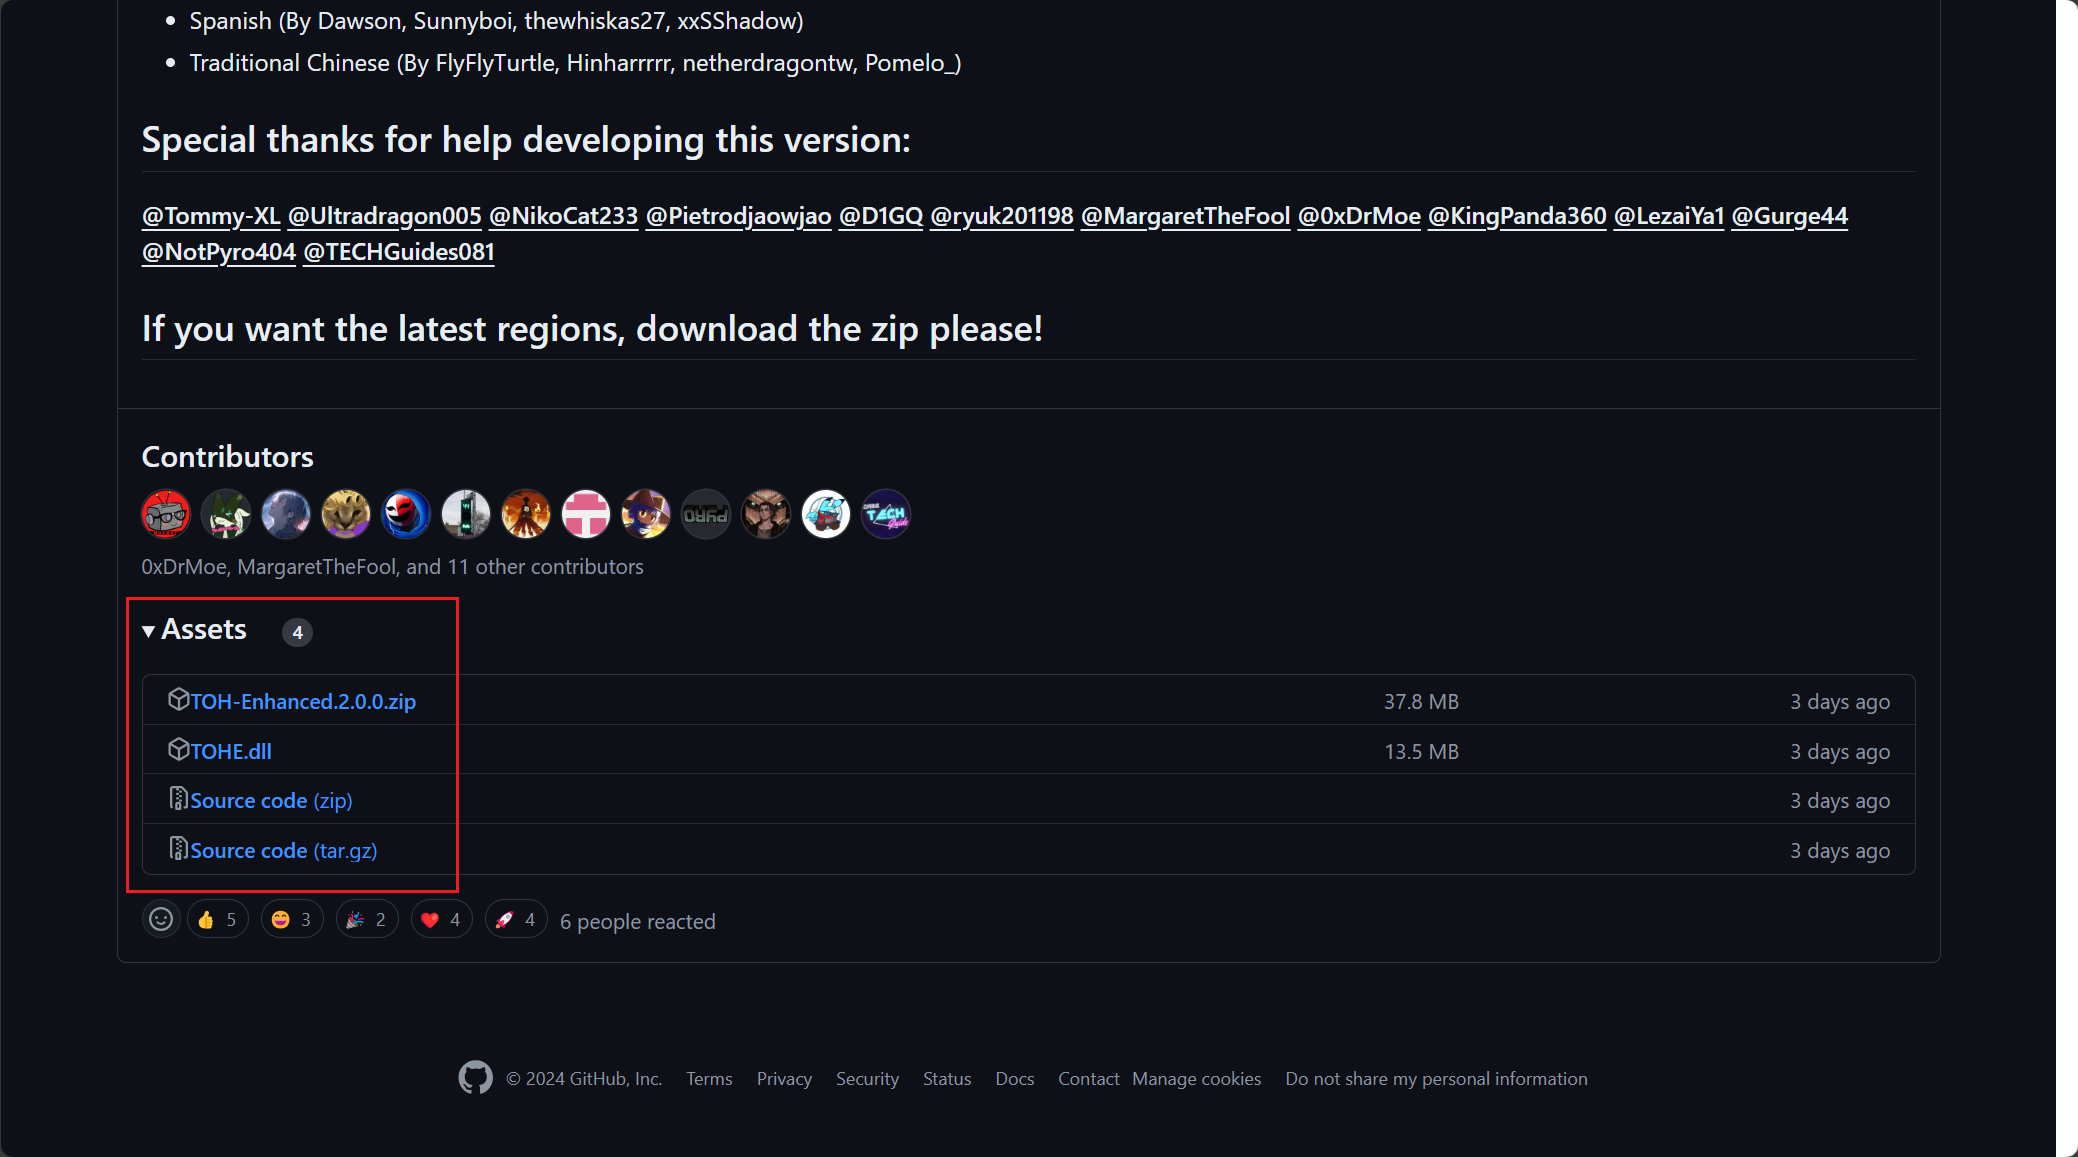 Spanish (By Dawson, Sunnyboi, thewhiskas27, xxSShadow)
Traditional Chinese (By FlyFlyTurtle, Hinharrrrr, netherdragontw, Pomelo_)
Special thanks for help developing this version:
@Tommy-XL @Ultradragon005 @NikoCat233 @Pietrodjaowjao @D1GQ @ryuk201198 @MargaretTheFool @0xDrMoe @KingPanda360 @LezaiYa1 @Gurge44
@NotPyro404 @TECHGuides081
If you want the latest regions, download the zip please!
Contributors
0xDrMoe, MargaretTheFool, and 11 other contributors
Assets 4
TOH-Enhanced.2.0.0.zip 37.8 MB 3 days ago
TOHE.dll 13.5 MB 3 days ago
Source code (zip) 3 days ago
Source code (tar.gz) 3 days ago
5 3 2 4 4 6 people reacted
© 2024 GitHub, Inc. Terms Privacy Security Status Docs Contact Manage cookies Do not share my personal information